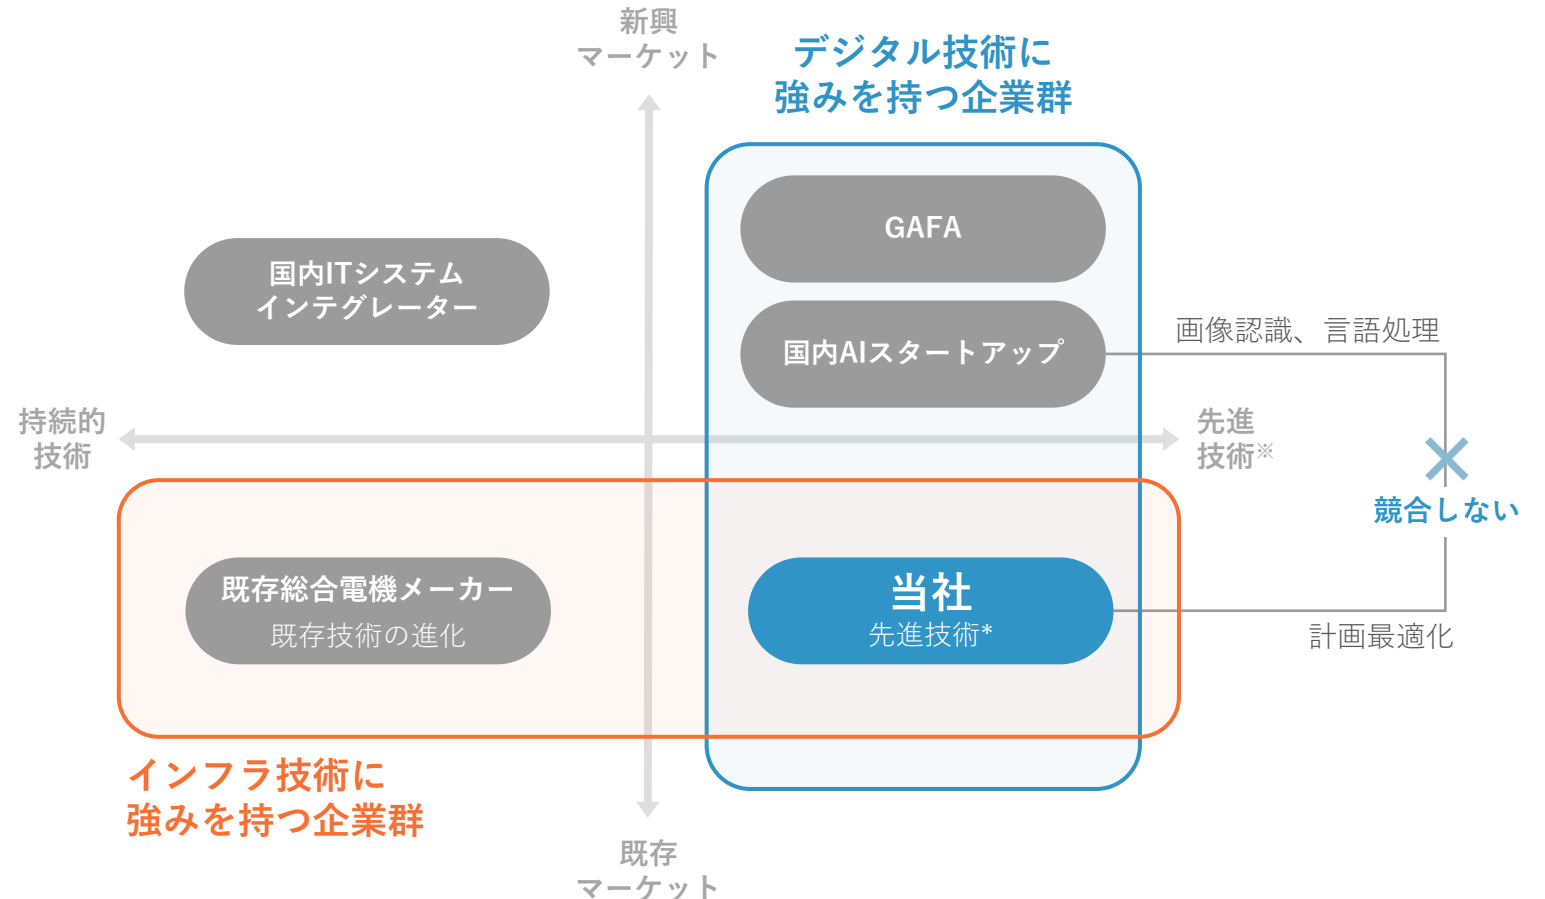 新興
マーケット
デジタル技術に
強みを持つ企業群
GAFA
国内ITシステム
インテグレーター
国内AIスタートアップ
画像認識、言語処理
持続的
技術
先進
技術※
競合しない
既存総合電機メーカー
既存技術の進化
当社
先進技術*
計画最適化
インフラ技術に
強みを持つ企業群
既存
マーケット